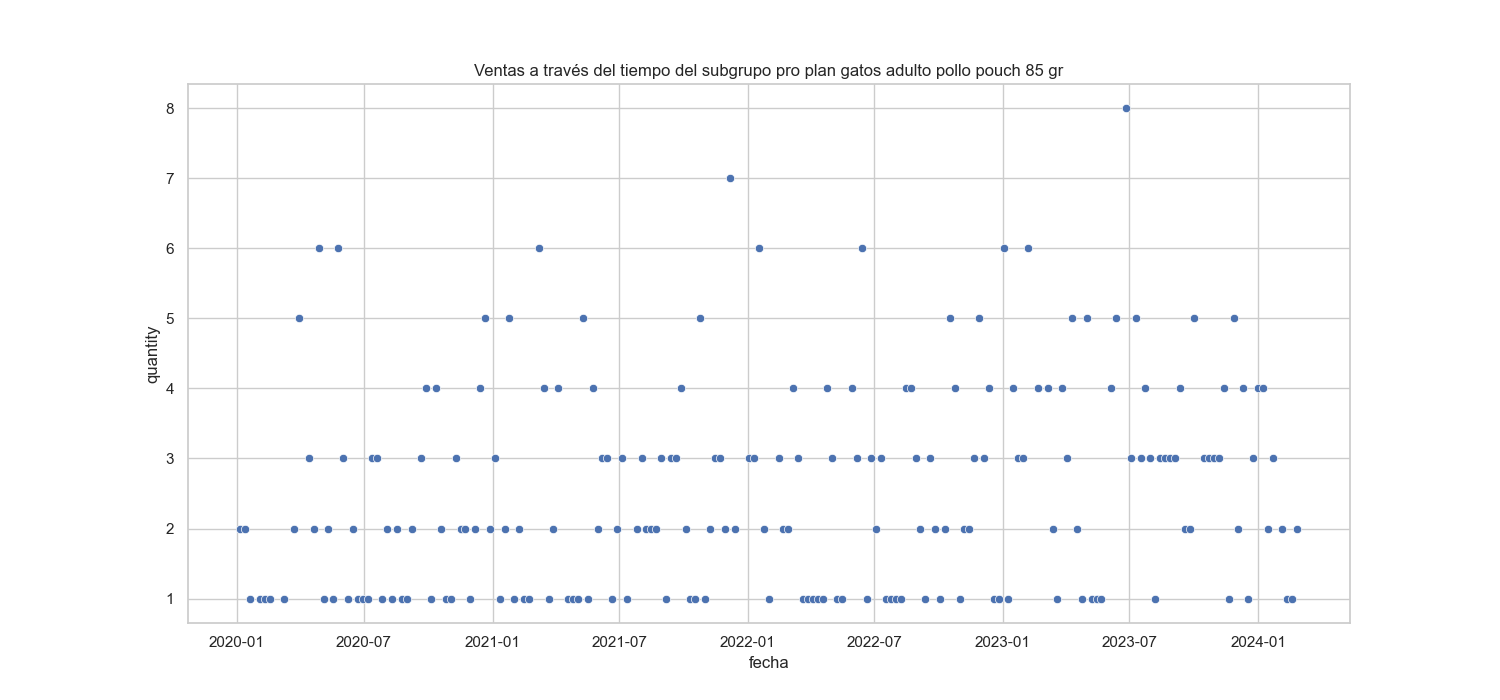 Ventas a través del tiempo del subgrupo pro plan gatos adulto pollo pouch 85 gr
8
7
6
5
4
3
2
1
quantity
2020-01 2020-07 2021-01 2021-07 2022-01 2022-07 2023-01 2023-07 2024-01
fecha